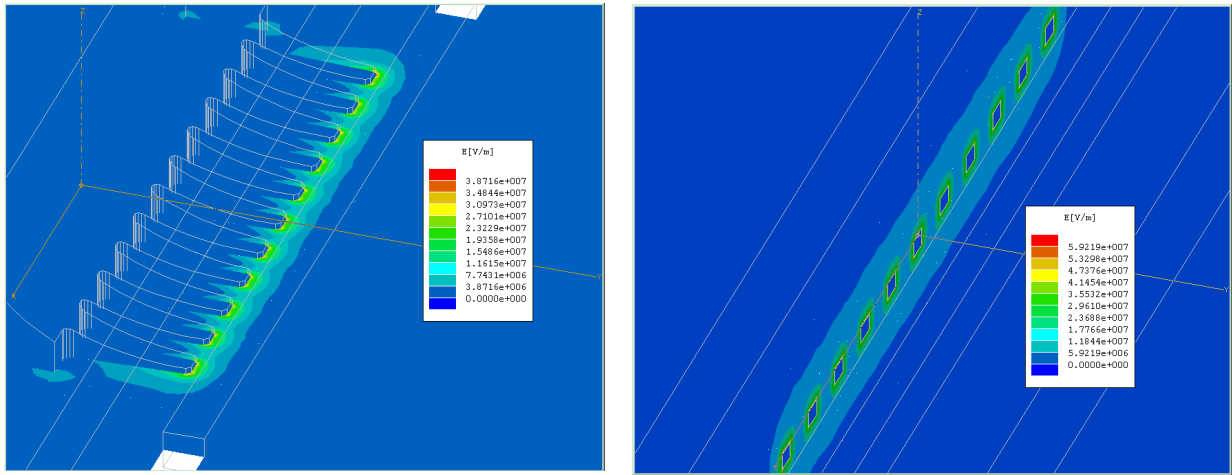 Z
E[V/m]
3.8716e+007
3.4844e+007
3.0973e+007
2.7101e+007
2.3229e+007
1.9358e+007
1.5486e+007
1.1615e+007
7.7431e+006
3.8716e+006
0.0000e+000
X
Y
Z
E[V/m]
5.9219e+007
5.3298e+007
4.7376e+007
4.1454e+007
3.5532e+007
2.9610e+007
2.3688e+007
1.7766e+007
1.1844e+007
5.9219e+006
0.0000e+000
X
Y